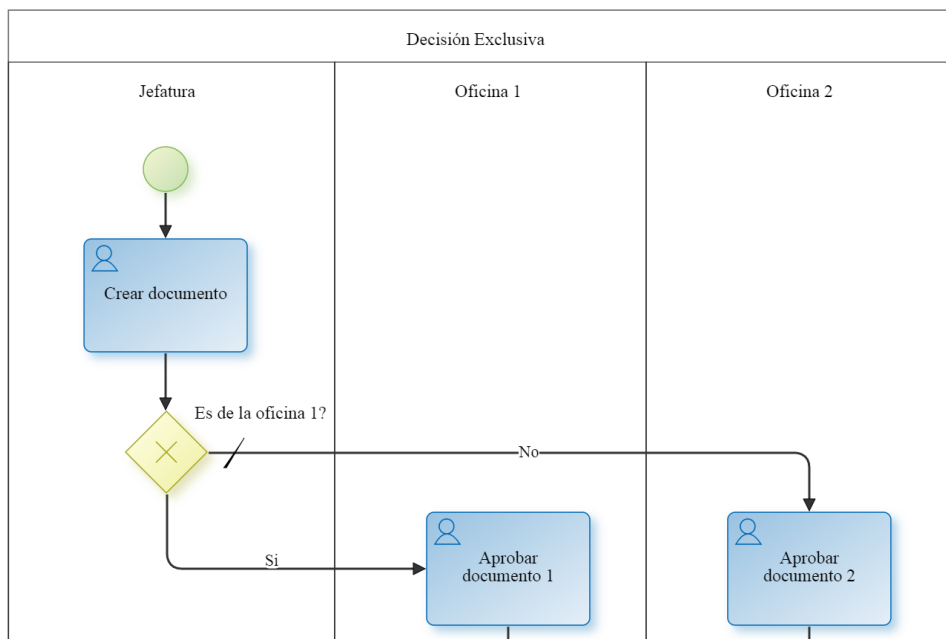 Decisión Exclusiva
Jefatura
Oficina 1
Oficina 2
Crear documento
Es de la oficina 1?
No
Si
Aprobar
documento 1
Aprobar
documento 2